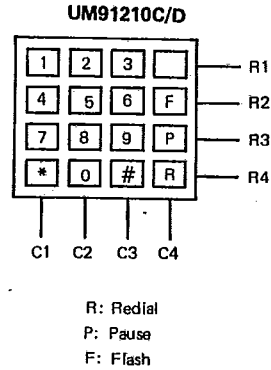 UM91210C/D
1 2 3 R1
4 5 6 F R2
7 8 9 P R3
* 0 # R R4
C1 C2 C3 C4
R: Redial
P: Pause
F: Flash